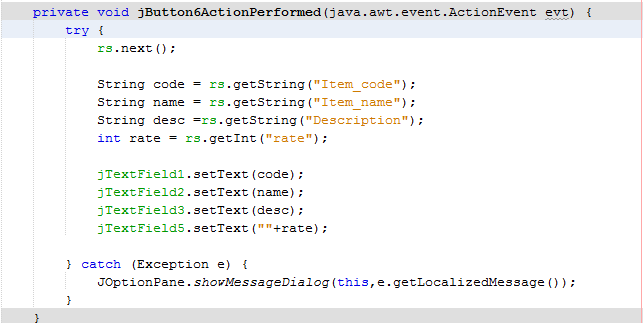 private void jButton6ActionPerformed(java.awt.event.ActionEvent evt) {
try {
rs.next();
String code = rs.getString("Item_code");
String name = rs.getString("Item_name");
String desc =rs.getString("Description");
int rate = rs.getInt("rate");
jTextField1.setText(code);
jTextField2.setText(name);
jTextField3.setText(desc);
jTextField5.setText(""+rate);
} catch (Exception e) {
JOptionPane.showMessageDialog(this,e.getLocalizedMessage());
}
}